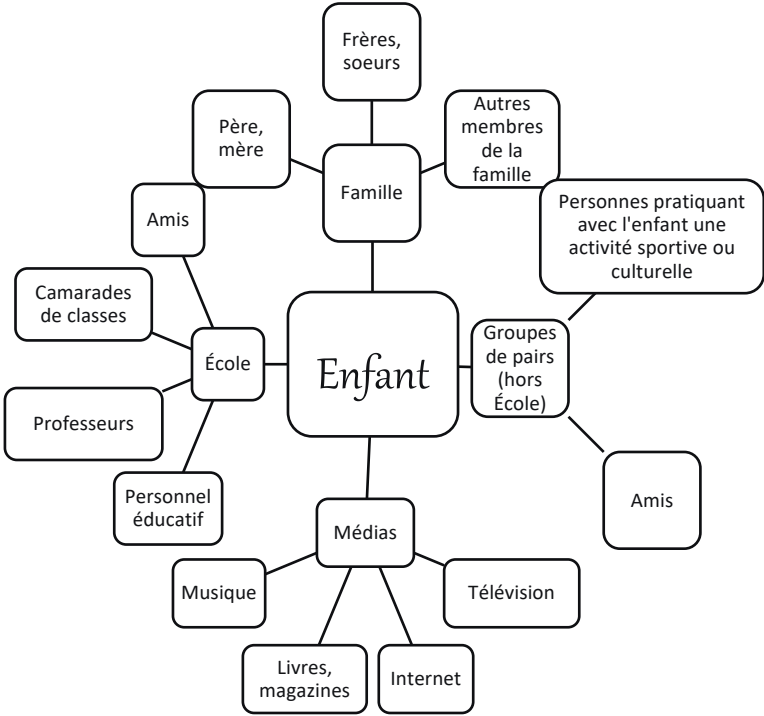 Frères,
soeurs
Père,
mère
Autres
membres
de la
famille
Famille
Amis
Personnes pratiquant
avec l'enfant une
activité sportive ou
culturelle
Camarades
de classes
École
Enfant
Groupes
de pairs
(hors
École)
Professeurs
Personnel
éducatif
Amis
Médias
Musique
Télévision
Livres,
magazines
Internet